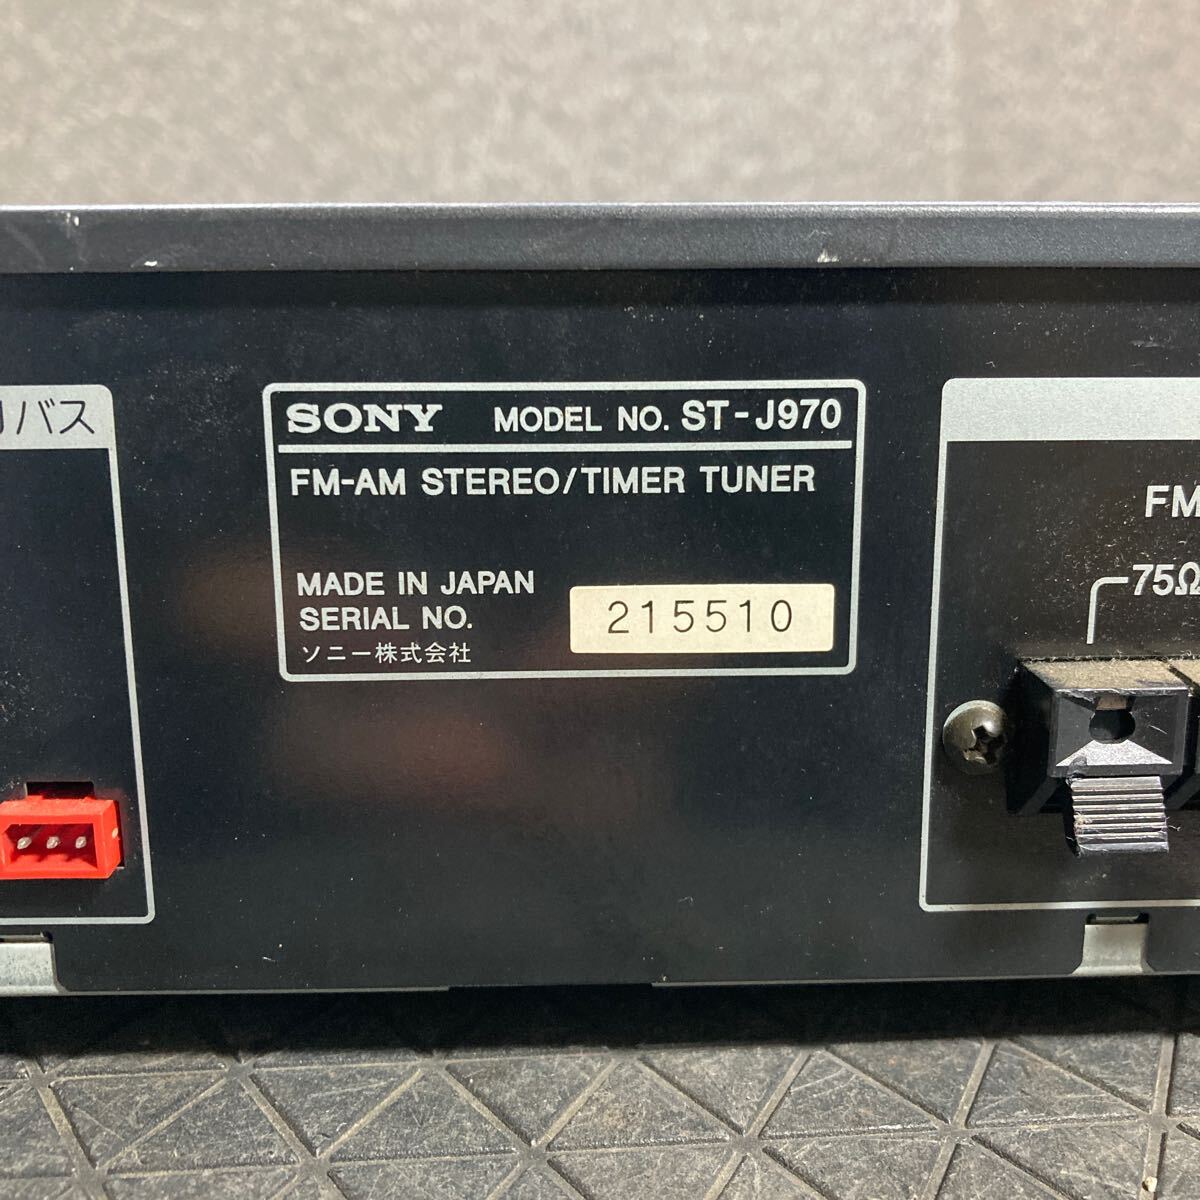 バス
SONY MODEL NO. ST-J970
FM-AM STEREO/TIMER TUNER
MADE IN JAPAN
SERIAL NO. 215510
ソニー株式会社
FM
75Ω